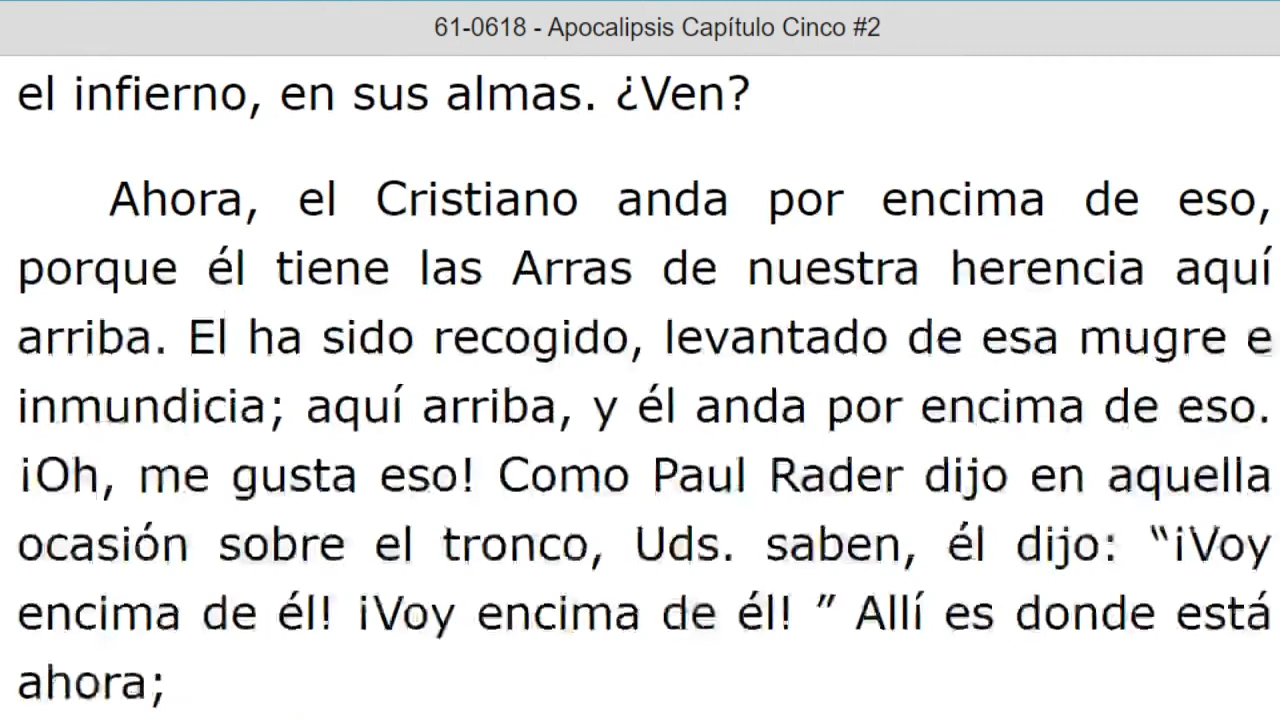 61-0618 - Apocalipsis Capítulo Cinco #2
el infierno, en sus almas. ¿Ven?
Ahora, el Cristiano anda por encima de eso,
porque él tiene las Arras de nuestra herencia aquí
arriba. El ha sido recogido, levantado de esa mugre e
inmundicia; aquí arriba, y él anda por encima de eso.
¡Oh, me gusta eso! Como Paul Rader dijo en aquella
ocasión sobre el tronco, Uds. saben, él dijo: “¡Voy
encima de él! ¡Voy encima de él! ” Allí es donde está
ahora;